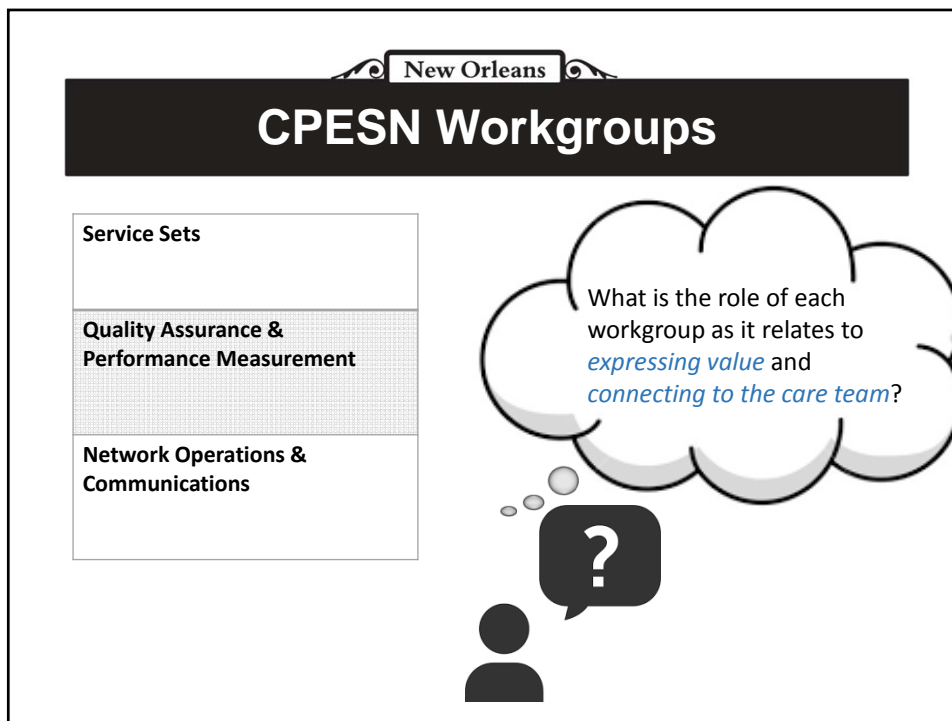 New Orleans
CPESN Workgroups
Service Sets
Quality Assurance &
Performance Measurement
Network Operations &
Communications
What is the role of each
workgroup as it relates to
expressing value and
connecting to the care team?
?